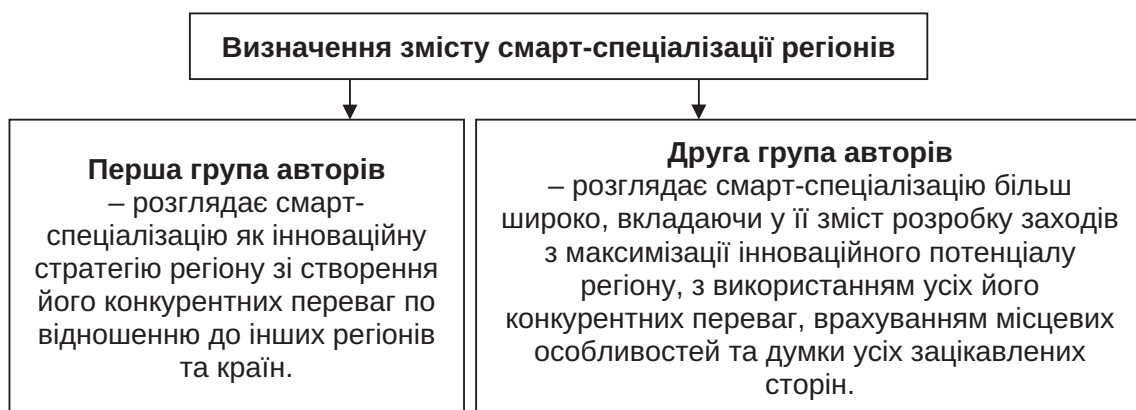 Визначення змісту смарт-спеціалізації регіонів
Перша група авторів
– розглядає смарт-
спеціалізацію як інноваційну
стратегію регіону зі створення
його конкурентних переваг по
відношенню до інших регіонів
та країн.
Друга група авторів
– розглядає смарт-спеціалізацію більш
широко, вкладаючи у її зміст розробку заходів
з максимізації інноваційного потенціалу
регіону, з використанням усіх його
конкурентних переваг, врахуванням місцевих
особливостей та думки усіх зацікавлених
сторін.